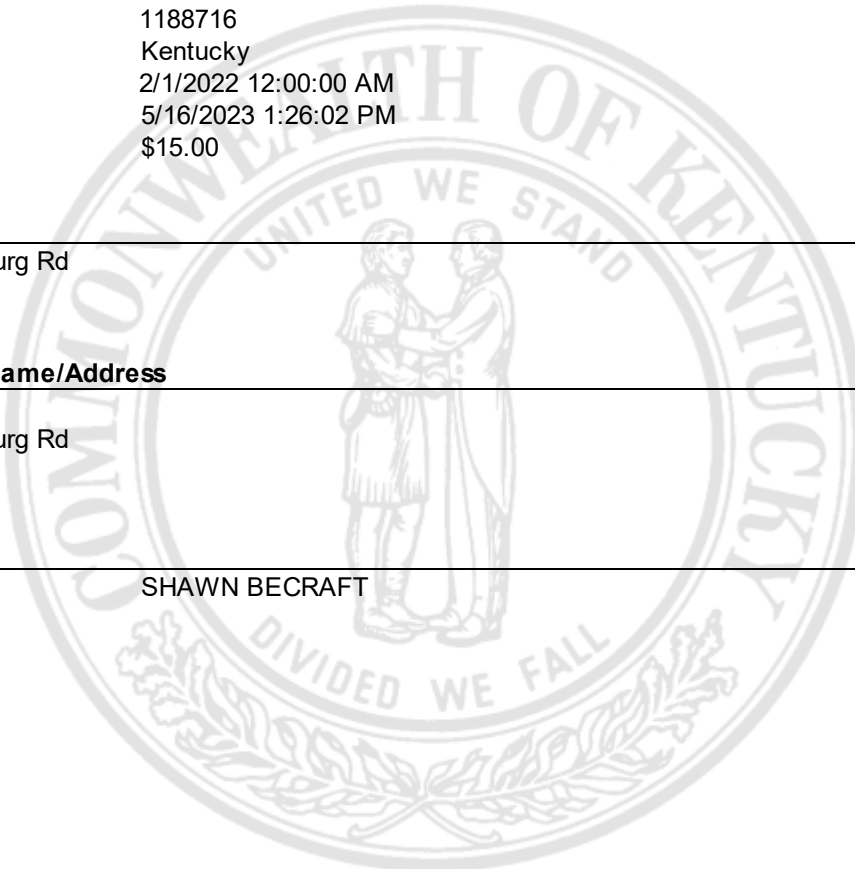 1188716
Kentucky
2/1/2022 12:00:00 AM
5/16/2023 1:26:02 PM
$15.00
urg Rd
ame/Address
urg Rd
SHAWN BECRAFT
COMMONWEALTH OF KENTUCKY
UNITED WE STAND
DIVIDED WE FALL